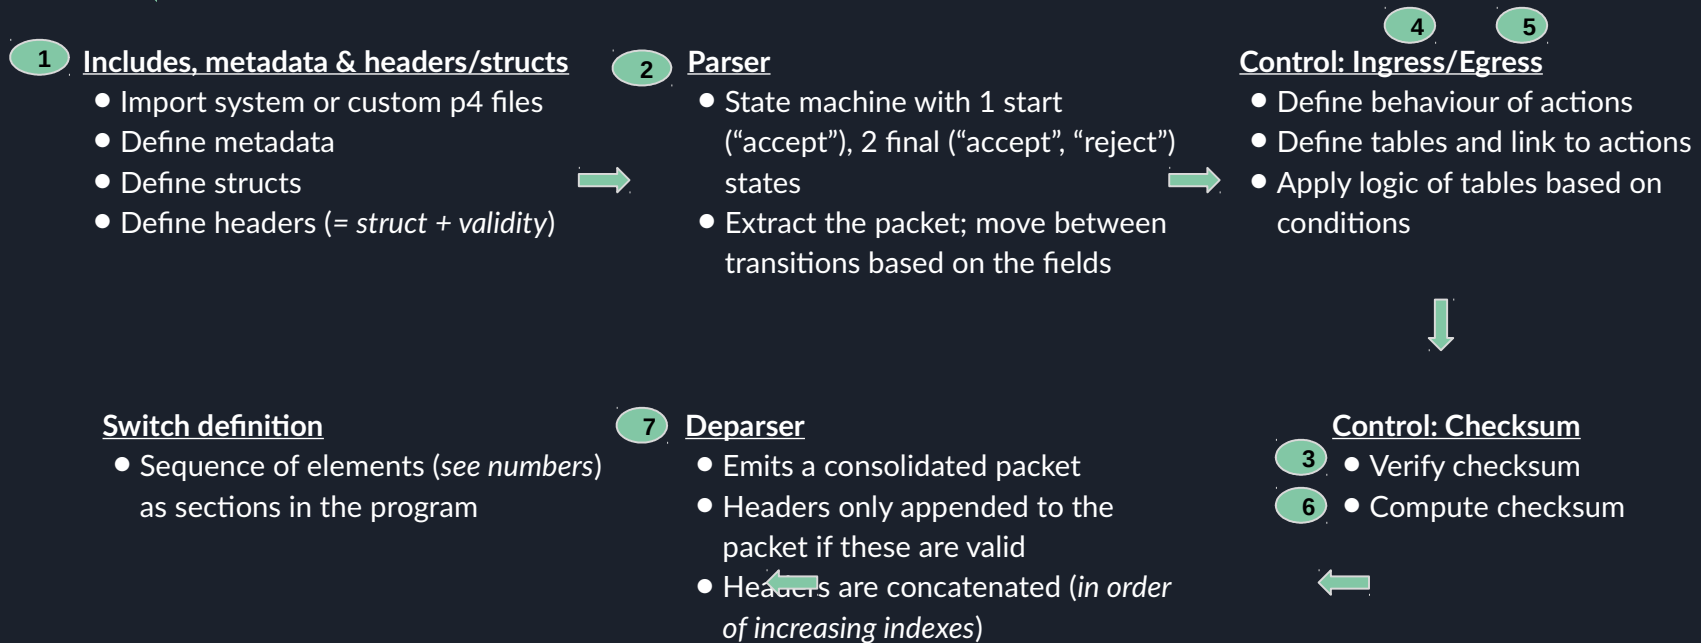 1 Includes, metadata & headers/structs
● Import system or custom p4 files
● Define metadata
● Define structs
● Define headers (= struct + validity)
2 Parser
● State machine with 1 start
(“accept”), 2 final (“accept”, “reject”)
states
● Extract the packet; move between
transitions based on the fields
4 5
Control: Ingress/Egress
● Define behaviour of actions
● Define tables and link to actions
● Apply logic of tables based on
conditions
Switch definition
● Sequence of elements (see numbers)
as sections in the program
7 Deparser
● Emits a consolidated packet
● Headers only appended to the
packet if these are valid
● Headers are concatenated (in order
of increasing indexes)
Control: Checksum
3 ● Verify checksum
6 ● Compute checksum